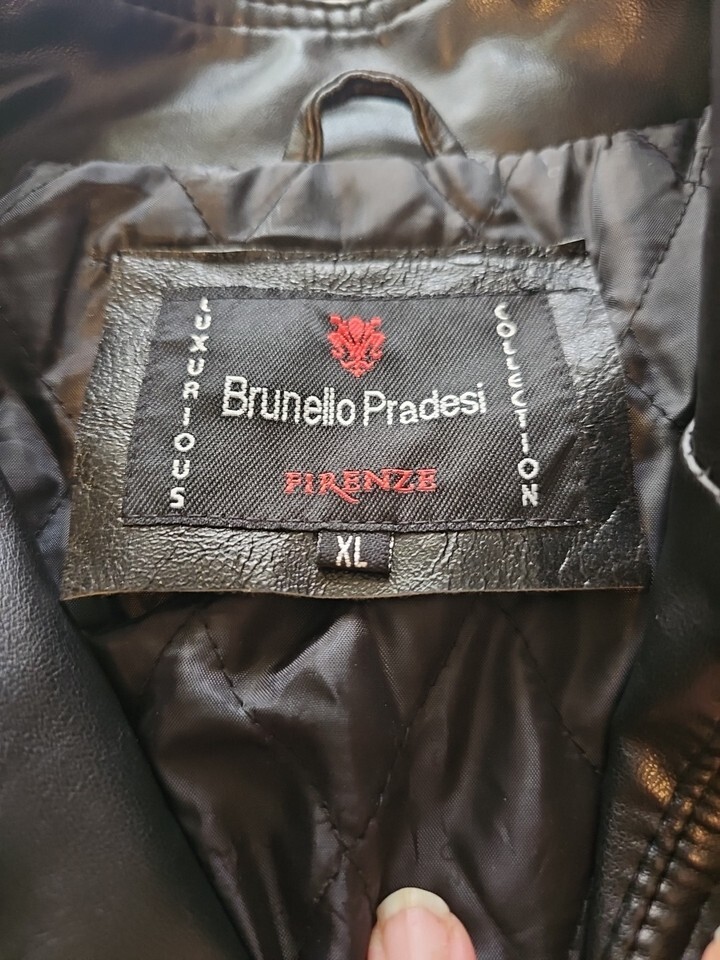 LUXURIOUS
Brunello Pradesi
FIRENZE
COLLECTION
XL